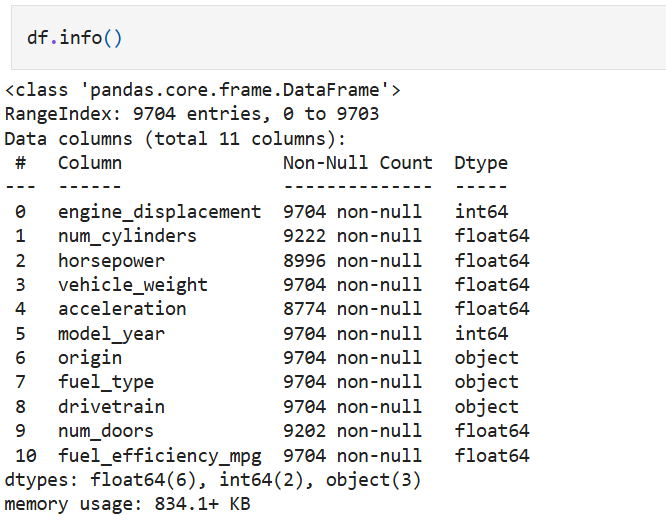 df.info()
<class 'pandas.core.frame.DataFrame'>
RangeIndex: 9704 entries, 0 to 9703
Data columns (total 11 columns):
 #   Column               Non-Null Count  Dtype
---  ------               --------------  -----
 0   engine_displacement  9704 non-null   int64
 1   num_cylinders        9222 non-null   float64
 2   horsepower           8996 non-null   float64
 3   vehicle_weight       9704 non-null   float64
 4   acceleration         8774 non-null   float64
 5   model_year           9704 non-null   int64
 6   origin               9704 non-null   object
 7   fuel_type            9704 non-null   object
 8   drivetrain           9704 non-null   object
 9   num_doors            9202 non-null   float64
 10  fuel_efficiency_mpg  9704 non-null   float64
dtypes: float64(6), int64(2), object(3)
memory usage: 834.1+ KB